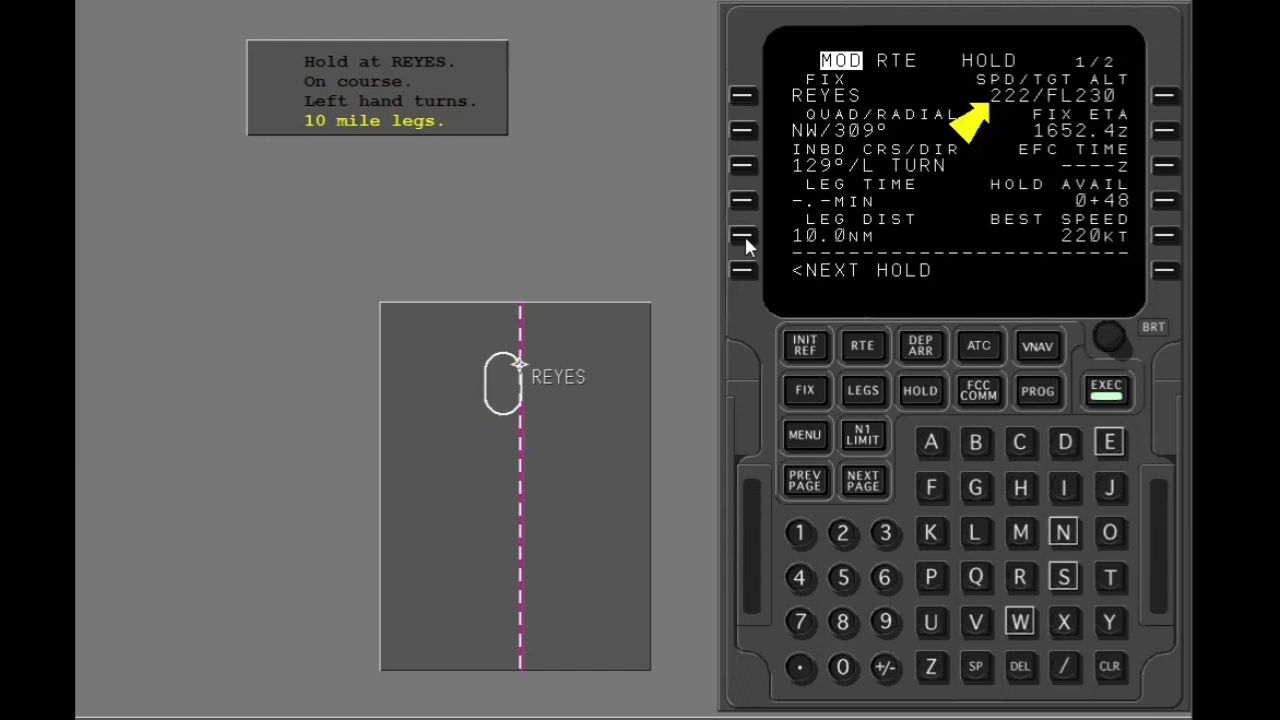 Hold at REYES.
On course.
Left hand turns.
10 mile legs.
MOD RTE HOLD 1/2
FIX SPD/TGT ALT
REYES 222/FL230
QUAD/RADIAL FIX ETA
NW/309° 1652.4z
INBD CRS/DIR EFC TIME
129°/L TURN ----z
LEG TIME HOLD AVAIL
-.-MIN 0+48
LEG DIST BEST SPEED
10.0NM 220KT
--------------------------------
<NEXT HOLD
REYES
BRT
INIT REF RTE DEP ARR ATC VNAV
FIX LEGS HOLD FCC COMM PROG EXEC
MENU N1 LIMIT
PREV PAGE NEXT PAGE
A B C D E
F G H I J
1 2 3 K L M N O
4 5 6 P Q R S T
7 8 9 U V W X Y
. 0 +/- Z SP DEL / CLR